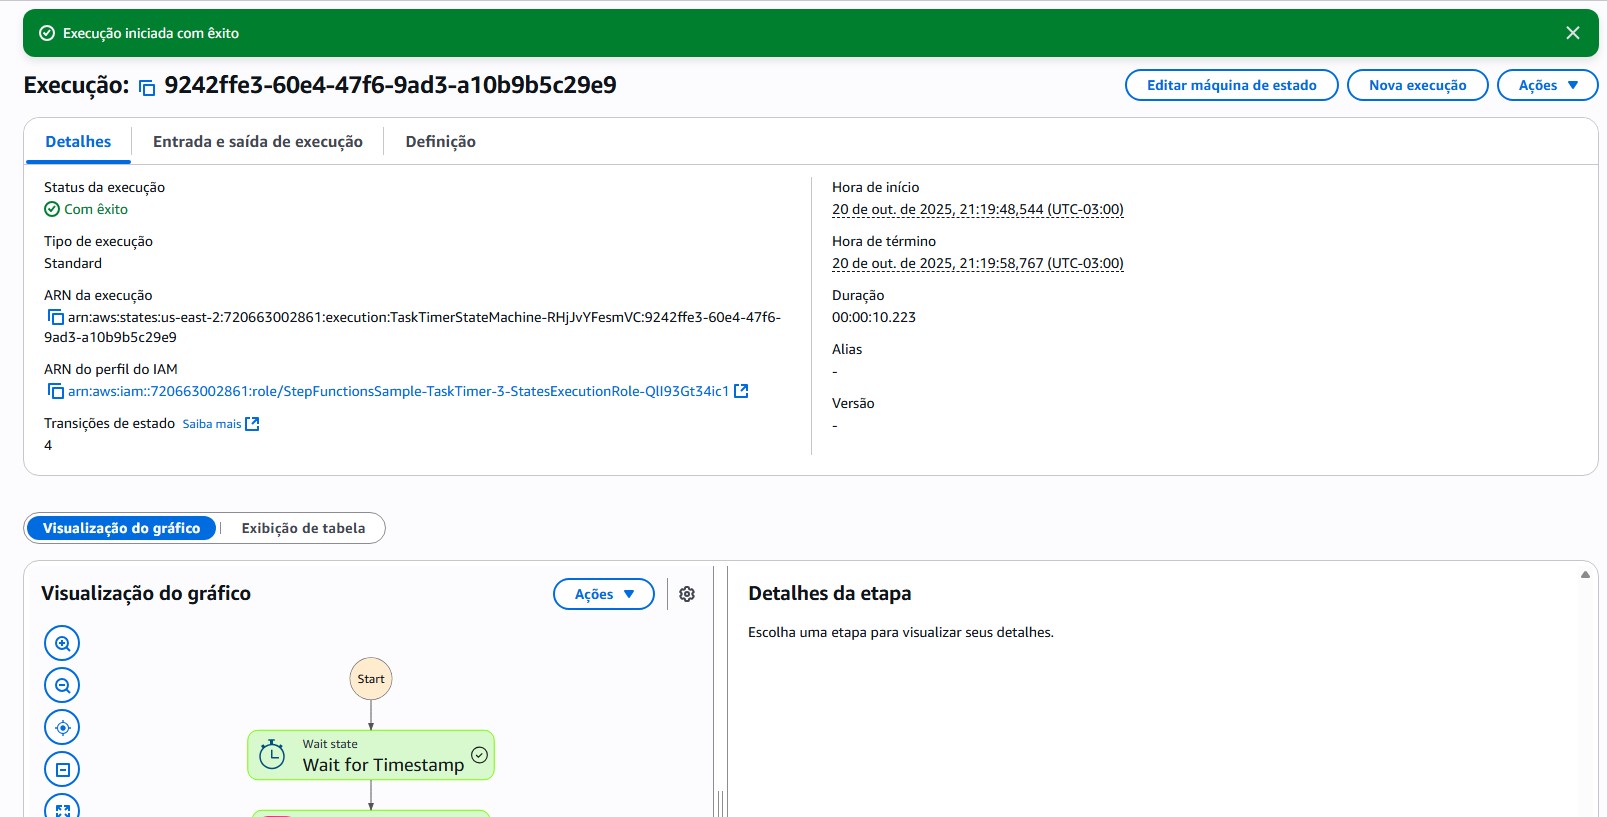 Execução iniciada com êxito
Execução: 9242ffe3-60e4-47f6-9ad3-a10b9b5c29e9
Editar máquina de estado
Nova execução
Ações
Detalhes
Entrada e saída de execução
Definição
Status da execução
Com êxito
Tipo de execução
Standard
ARN da execução
arn:aws:states:us-east-2:720663002861:execution:TaskTimerStateMachine-RHjJvYFesmVC:9242ffe3-60e4-47f6-
9ad3-a10b9b5c29e9
ARN do perfil do IAM
arn:aws:iam::720663002861:role/StepFunctionsSample-TaskTimer-3-StatesExecutionRole-QlI93Gt34ic1
Transições de estado Saiba mais
4
Hora de início
20 de out. de 2025, 21:19:48,544 (UTC-03:00)
Hora de término
20 de out. de 2025, 21:19:58,767 (UTC-03:00)
Duração
00:00:10.223
Alias
-
Versão
-
Visualização do gráfico
Exibição de tabela
Visualização do gráfico
Ações
Start
Wait state
Wait for Timestamp
Detalhes da etapa
Escolha uma etapa para visualizar seus detalhes.